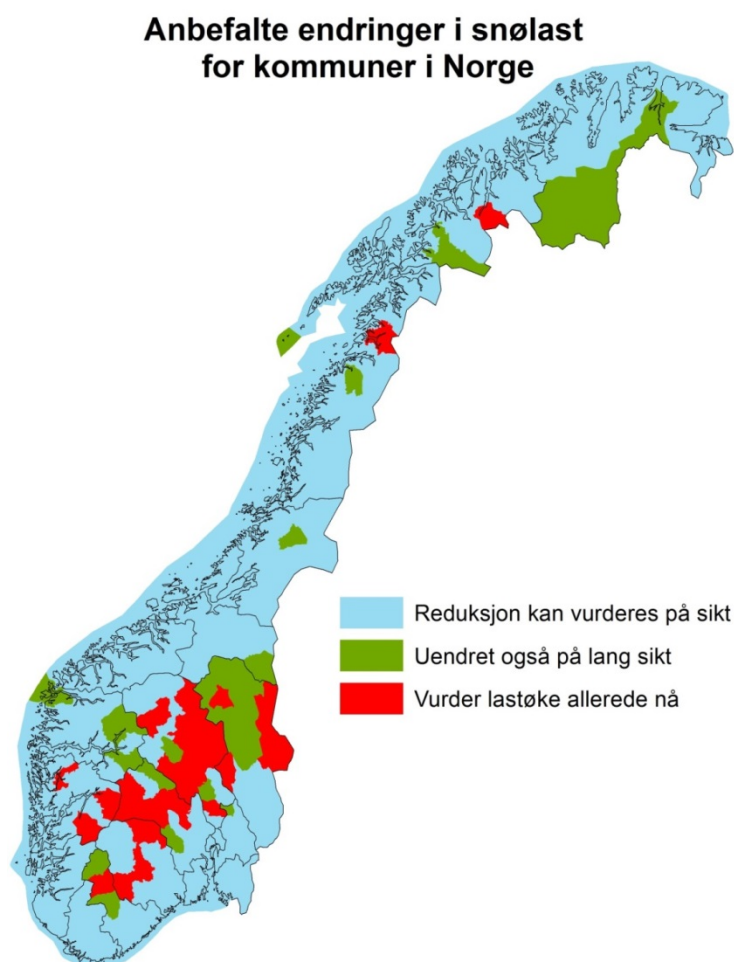 Anbefalte endringer i snølast
for kommuner i Norge
Reduksjon kan vurderes på sikt
Uendret også på lang sikt
Vurder lastøke allerede nå